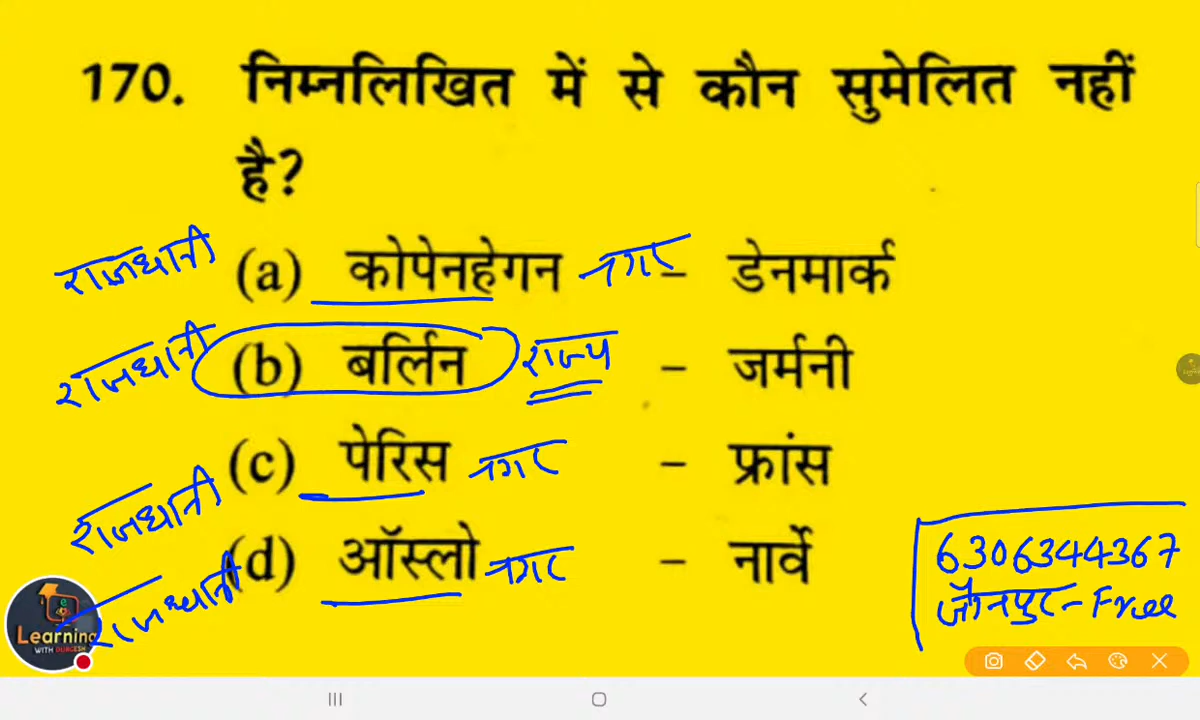 170. निम्नलिखित में से कौन सुमेलित नहीं
है?
राजधानी (a) कोपेनहेगन नगर – डेनमार्क
राजधानी (b) बर्लिन राज्य – जर्मनी
राजधानी (c) पेरिस नगर – फ्रांस
राजधानी (d) ऑस्लो नगर – नार्वे
6306344367
जौनपुर – Free
Learning
WITH DURGESH